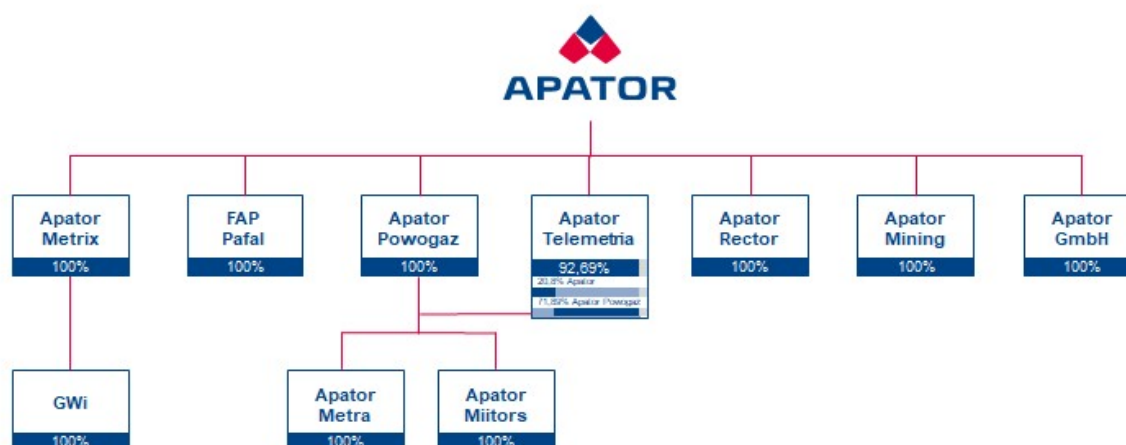 APATOR
Apator
Metrix
100%
FAP
Pafal
100%
Apator
Powogaz
100%
Apator
Telemetria
92,69%
20,8% Apator
71,89% Apator Powogaz
Apator
Rector
100%
Apator
Mining
100%
Apator
GmbH
100%
GWi
100%
Apator
Metra
100%
Apator
Miitors
100%